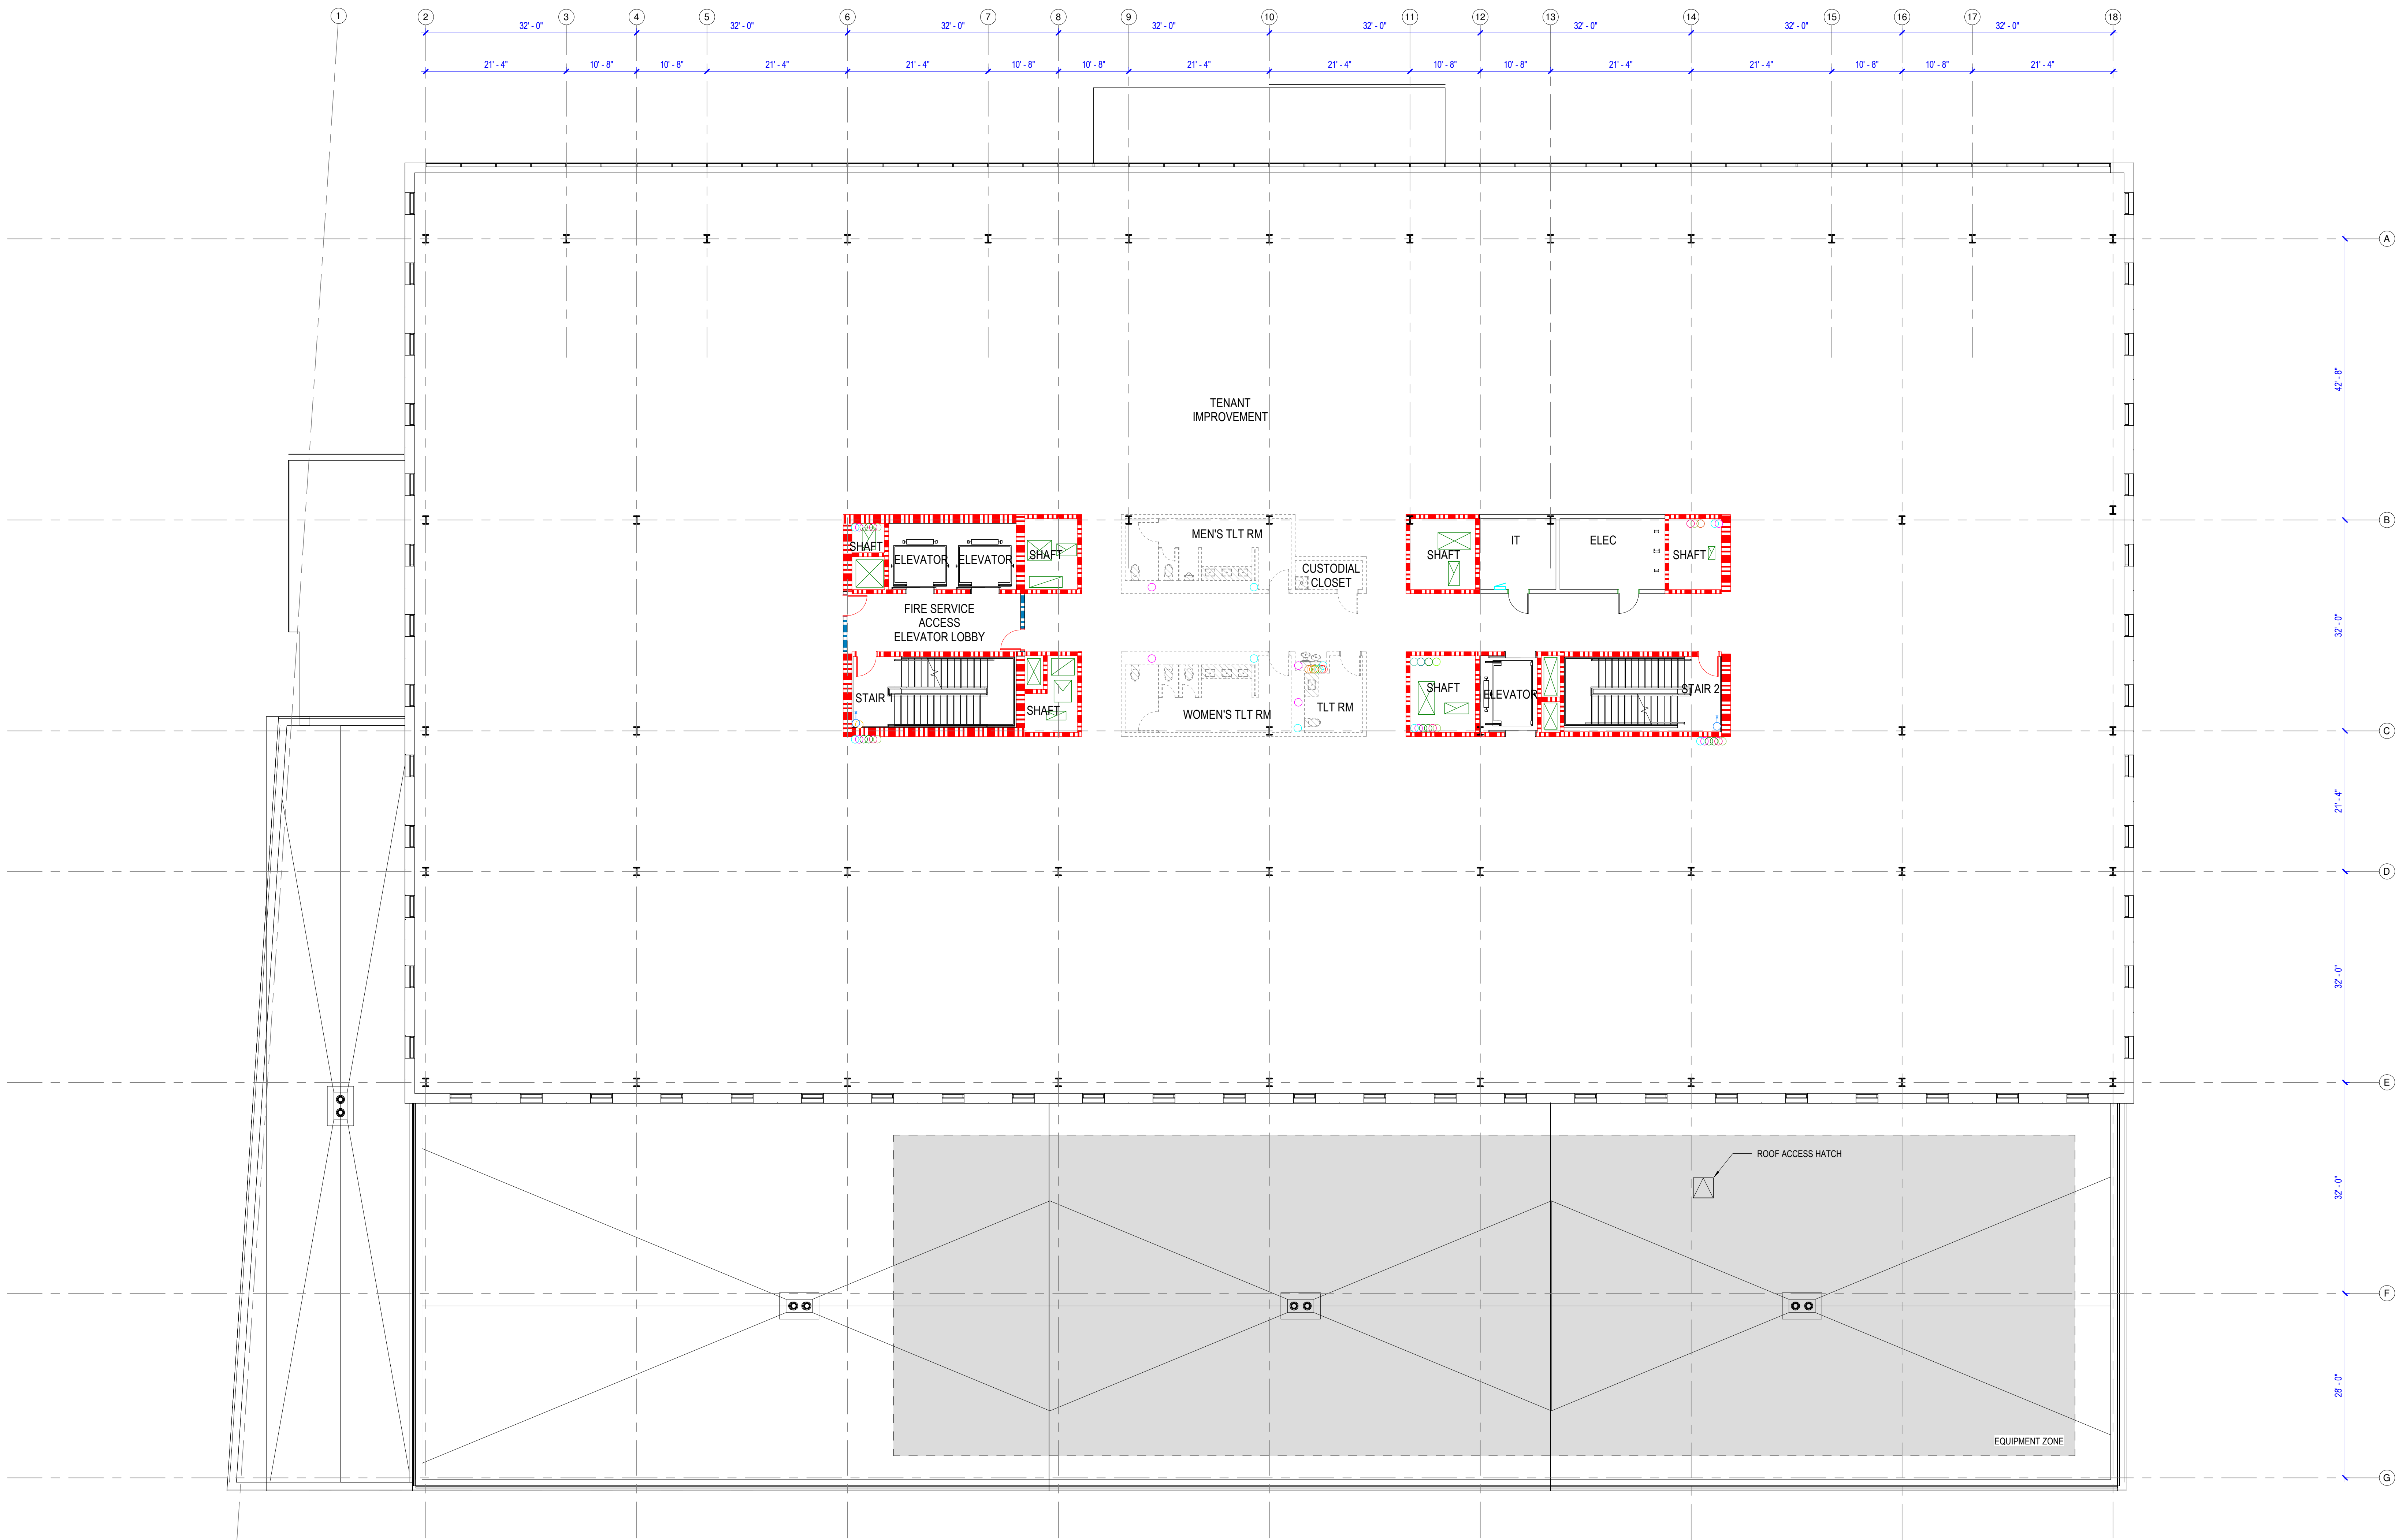 1 2 3 4 5 6 7 8 9 10 11 12 13 14 15 16 17 18
32' - 0" 32' - 0" 32' - 0" 32' - 0" 32' - 0" 32' - 0" 32' - 0" 32' - 0"
21' - 4" 10' - 8" 10' - 8" 21' - 4" 21' - 4" 10' - 8" 10' - 8" 21' - 4" 21' - 4" 10' - 8" 10' - 8" 21' - 4" 21' - 4" 10' - 8" 10' - 8" 21' - 4"
A
42' - 8"
TENANT
IMPROVEMENT
B
SHAFT
ELEVATOR
ELEVATOR
SHAFT
MEN'S TLT RM
CUSTODIAL
CLOSET
SHAFT
IT
ELEC
SHAFT
FIRE SERVICE
ACCESS
ELEVATOR LOBBY
32' - 0"
STAIR 1
SHAFT
WOMEN'S TLT RM
TLT RM
SHAFT
ELEVATOR
STAIR 2
C
21' - 4"
D
32' - 0"
E
ROOF ACCESS HATCH
32' - 0"
F
28' - 0"
EQUIPMENT ZONE
G